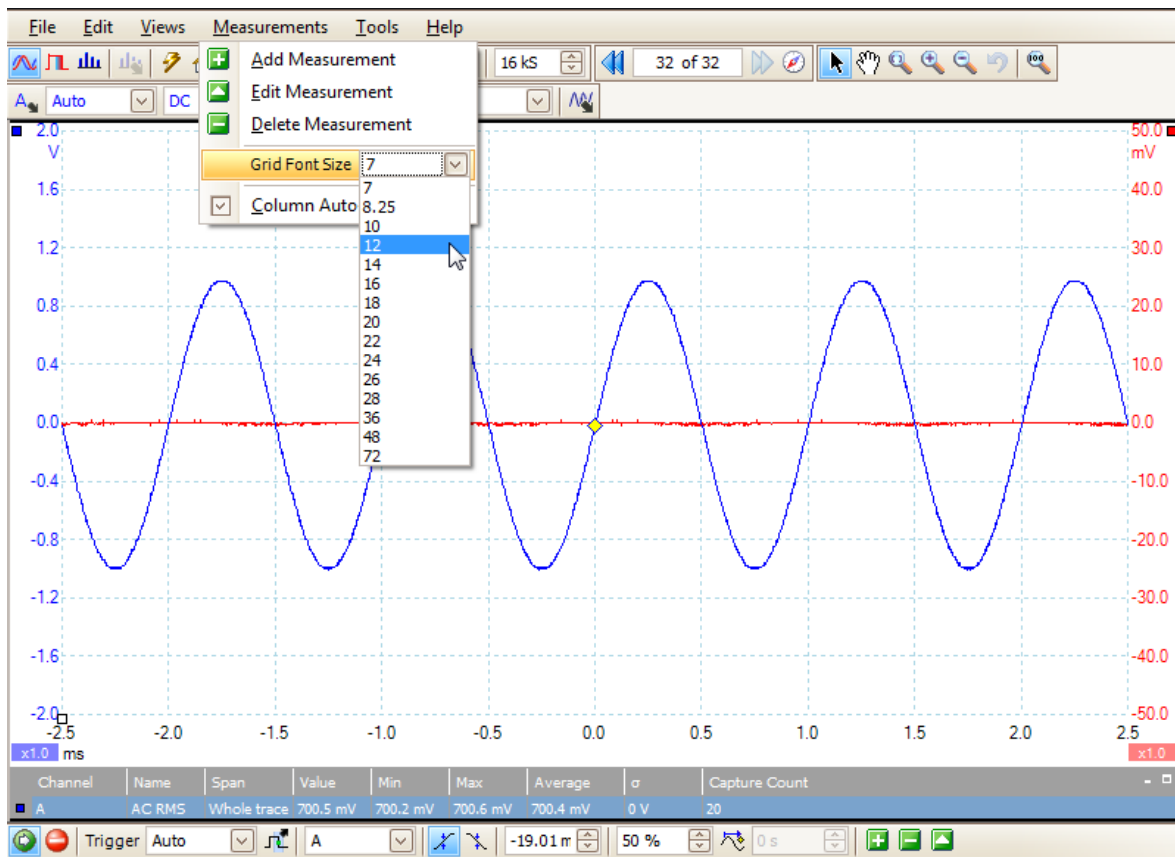 File Edit Views Measurements Tools Help
16 kS 32 of 32
A Auto DC
Add Measurement
Edit Measurement
Delete Measurement
Grid Font Size 7
Column Auto
7
8.25
10
12
14
16
18
20
22
24
26
28
36
48
72
2.0
V
1.6
1.2
0.8
0.4
0.0
-0.4
-0.8
-1.2
-1.6
-2.0
50.0
mV
40.0
30.0
20.0
10.0
0.0
-10.0
-20.0
-30.0
-40.0
-50.0
-2.5 -2.0 -1.5 -1.0 -0.5 0.0 0.5 1.0 1.5 2.0 2.5
x1.0 ms x1.0
Channel Name Span Value Min Max Average σ Capture Count
A AC RMS Whole trace 700.5 mV 700.2 mV 700.6 mV 700.4 mV 0 V 20
Trigger Auto A -19.01 m 50 % 0 s